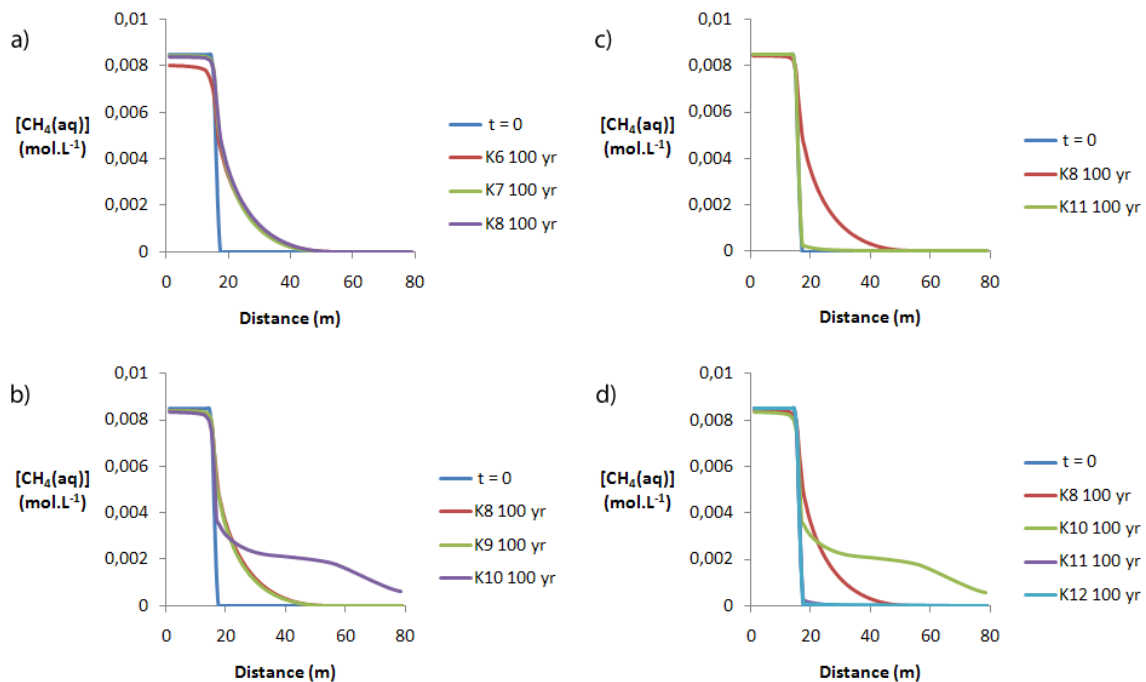 a)
0,01
0,008
0,006
0,004
0,002
0
[CH₄(aq)]
(mol.L⁻¹)
0 20 40 60 80
Distance (m)
t = 0
K6 100 yr
K7 100 yr
K8 100 yr
c)
0,01
0,008
0,006
0,004
0,002
0
[CH₄(aq)]
(mol.L⁻¹)
0 20 40 60 80
Distance (m)
t = 0
K8 100 yr
K11 100 yr
b)
0,01
0,008
0,006
0,004
0,002
0
[CH₄(aq)]
(mol.L⁻¹)
0 20 40 60 80
Distance (m)
t = 0
K8 100 yr
K9 100 yr
K10 100 yr
d)
0,01
0,008
0,006
0,004
0,002
0
[CH₄(aq)]
(mol.L⁻¹)
0 20 40 60 80
Distance (m)
t = 0
K8 100 yr
K10 100 yr
K11 100 yr
K12 100 yr